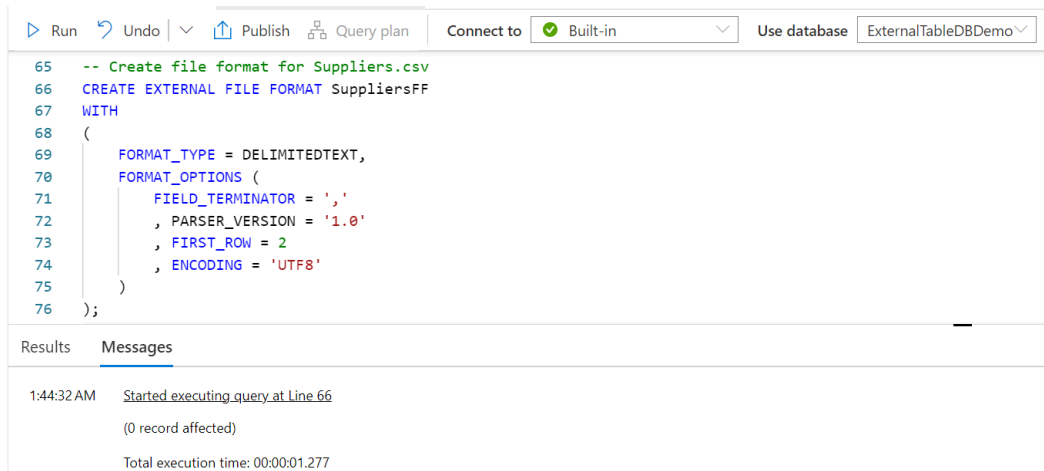 Run Undo Publish Query plan Connect to Built-in Use database ExternalTableDBDemo
65 -- Create file format for Suppliers.csv
66 CREATE EXTERNAL FILE FORMAT SuppliersFF
67 WITH
68 (
69 FORMAT_TYPE = DELIMITEDTEXT,
70 FORMAT_OPTIONS (
71 FIELD_TERMINATOR = ','
72 , PARSER_VERSION = '1.0'
73 , FIRST_ROW = 2
74 , ENCODING = 'UTF8'
75 )
76 );
Results Messages
1:44:32 AM Started executing query at Line 66
(0 record affected)
Total execution time: 00:00:01.277